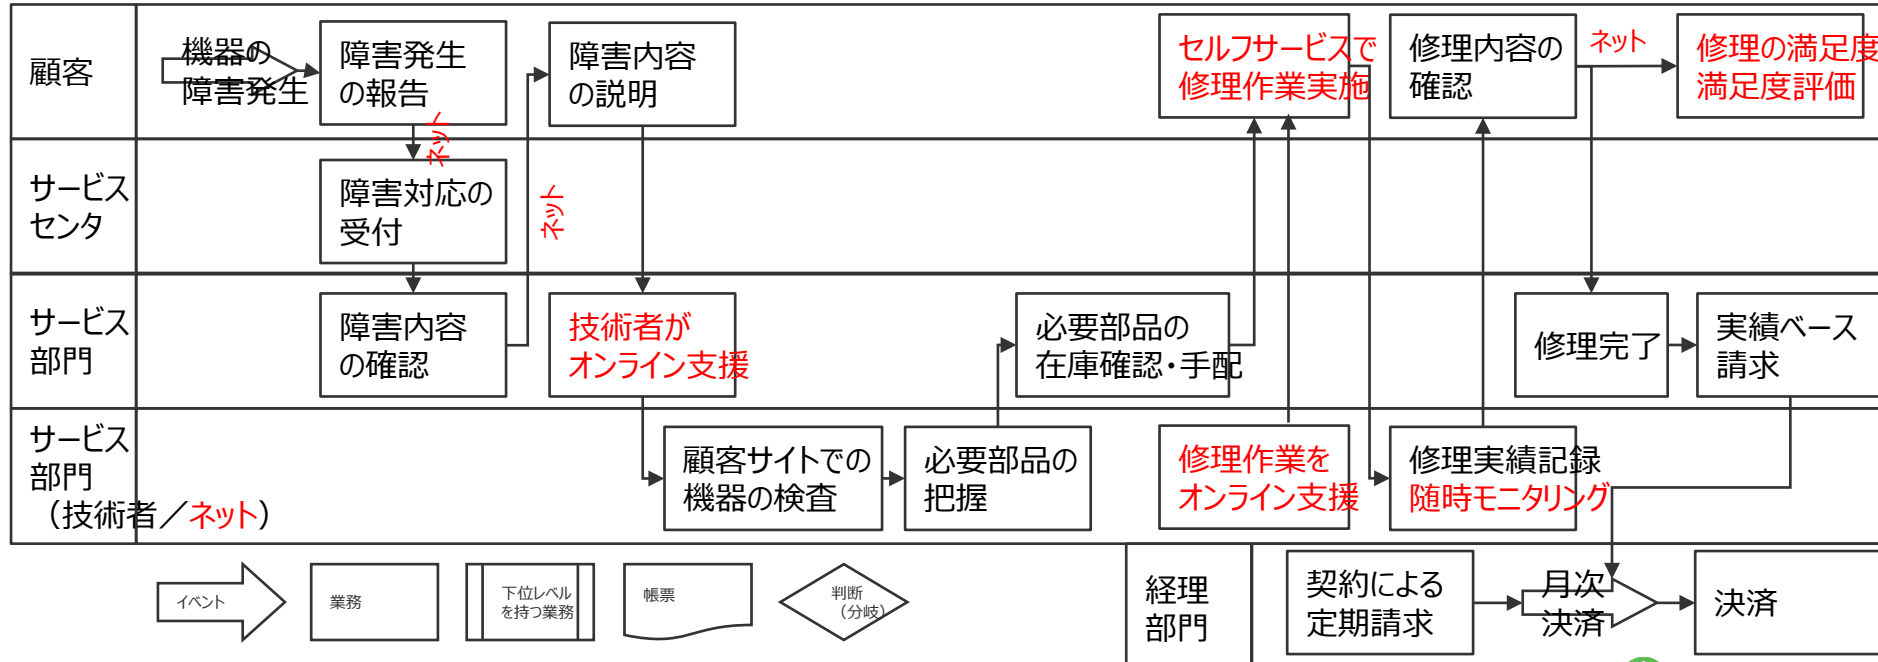 顧客
機器の
障害発生
障害発生
の報告
障害内容
の説明
セルフサービスで
修理作業実施
修理内容の
確認
ネット
修理の満足度
満足度評価
ネット
サービス
センタ
障害対応の
受付
ネット
サービス
部門
障害内容
の確認
技術者が
オンライン支援
必要部品の
在庫確認・手配
修理完了
実績ベース
請求
サービス
部門
（技術者／ネット）
顧客サイトでの
機器の検査
必要部品の
把握
修理作業を
オンライン支援
修理実績記録
随時モニタリング
イベント
業務
下位レベル
を持つ業務
帳票
判断
（分岐）
経理
部門
契約による
定期請求
月次
決済
決済